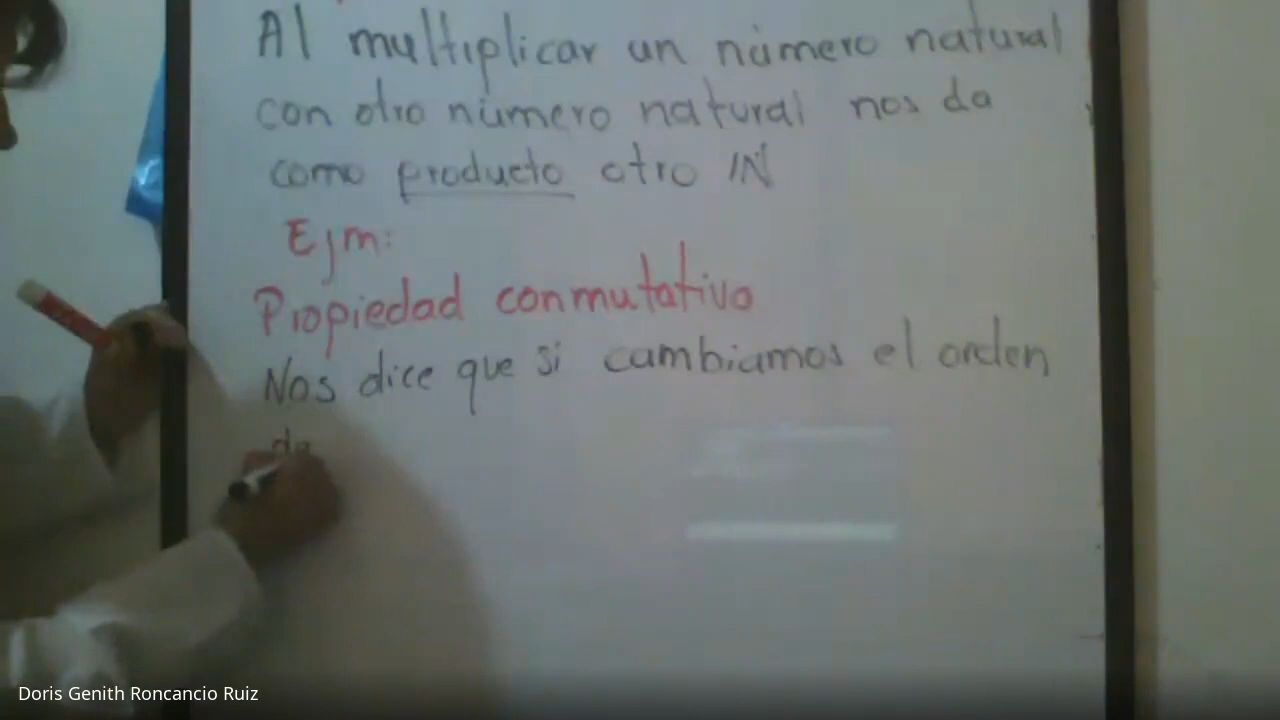 Al multiplicar un número natural
con otro número natural nos da
como producto otro IN
Ejm:
Propiedad conmutativa
Nos dice que si cambiamos el orden
de
Doris Genith Roncancio Ruiz